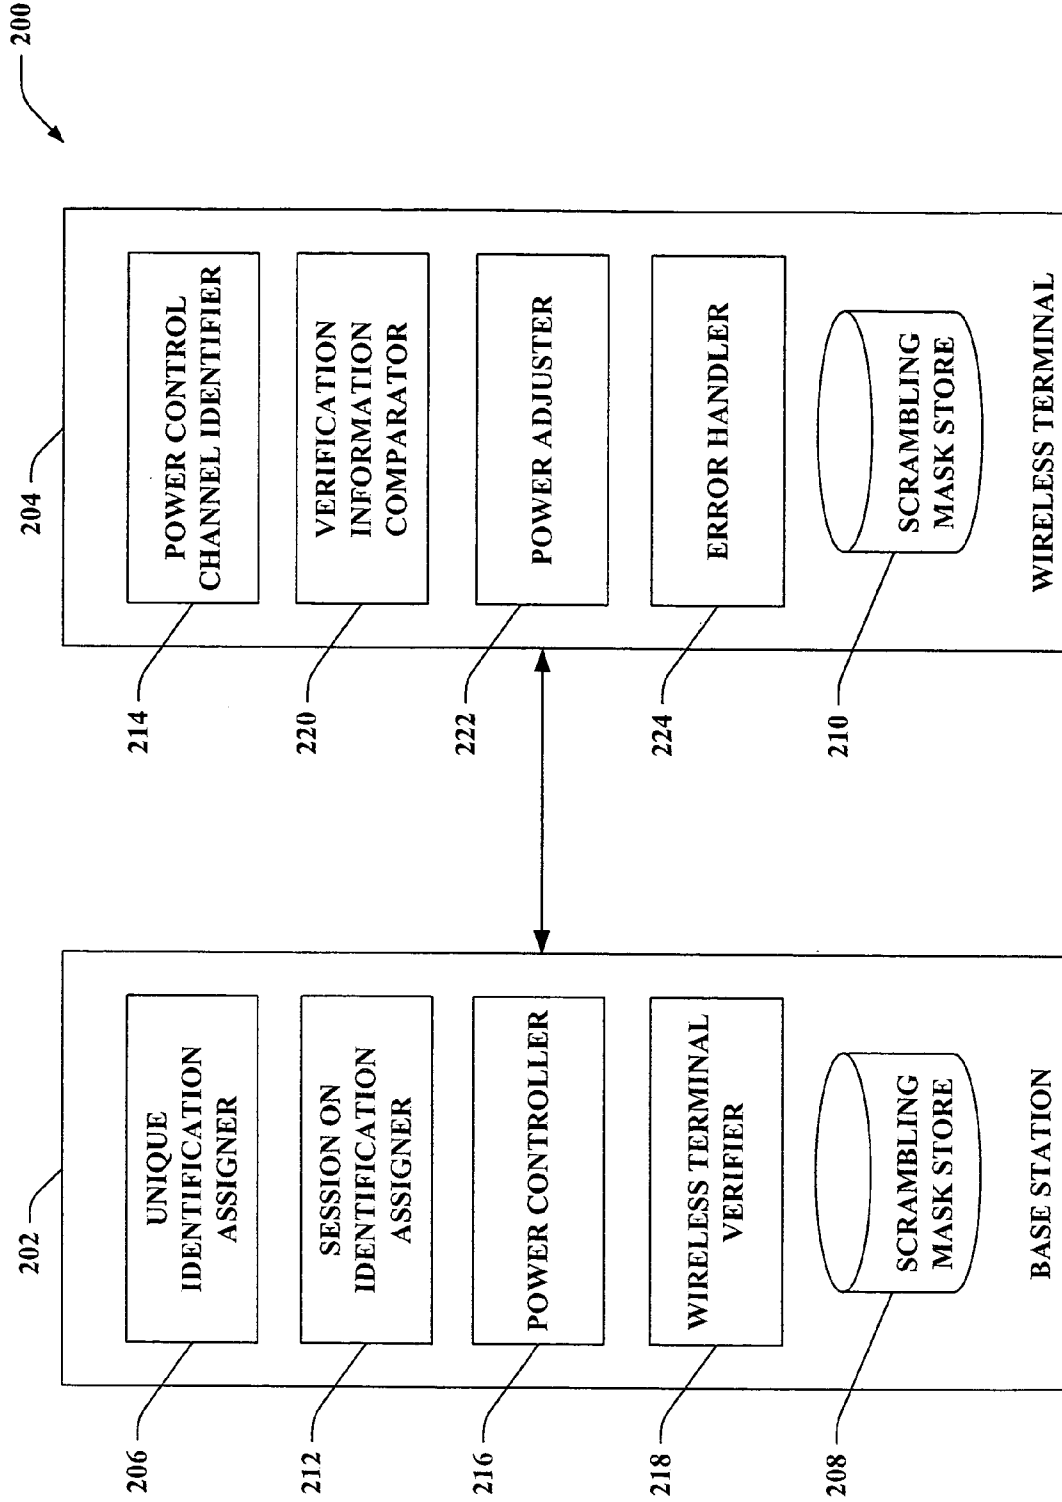 200
202
206
UNIQUE
IDENTIFICATION
ASSIGNER
212
SESSION ON
IDENTIFICATION
ASSIGNER
216
POWER CONTROLLER
218
WIRELESS TERMINAL
VERIFIER
208
SCRAMBLING
MASK STORE
BASE STATION
204
214
POWER CONTROL
CHANNEL IDENTIFIER
220
VERIFICATION
INFORMATION
COMPARATOR
222
POWER ADJUSTER
224
ERROR HANDLER
210
SCRAMBLING
MASK STORE
WIRELESS TERMINAL